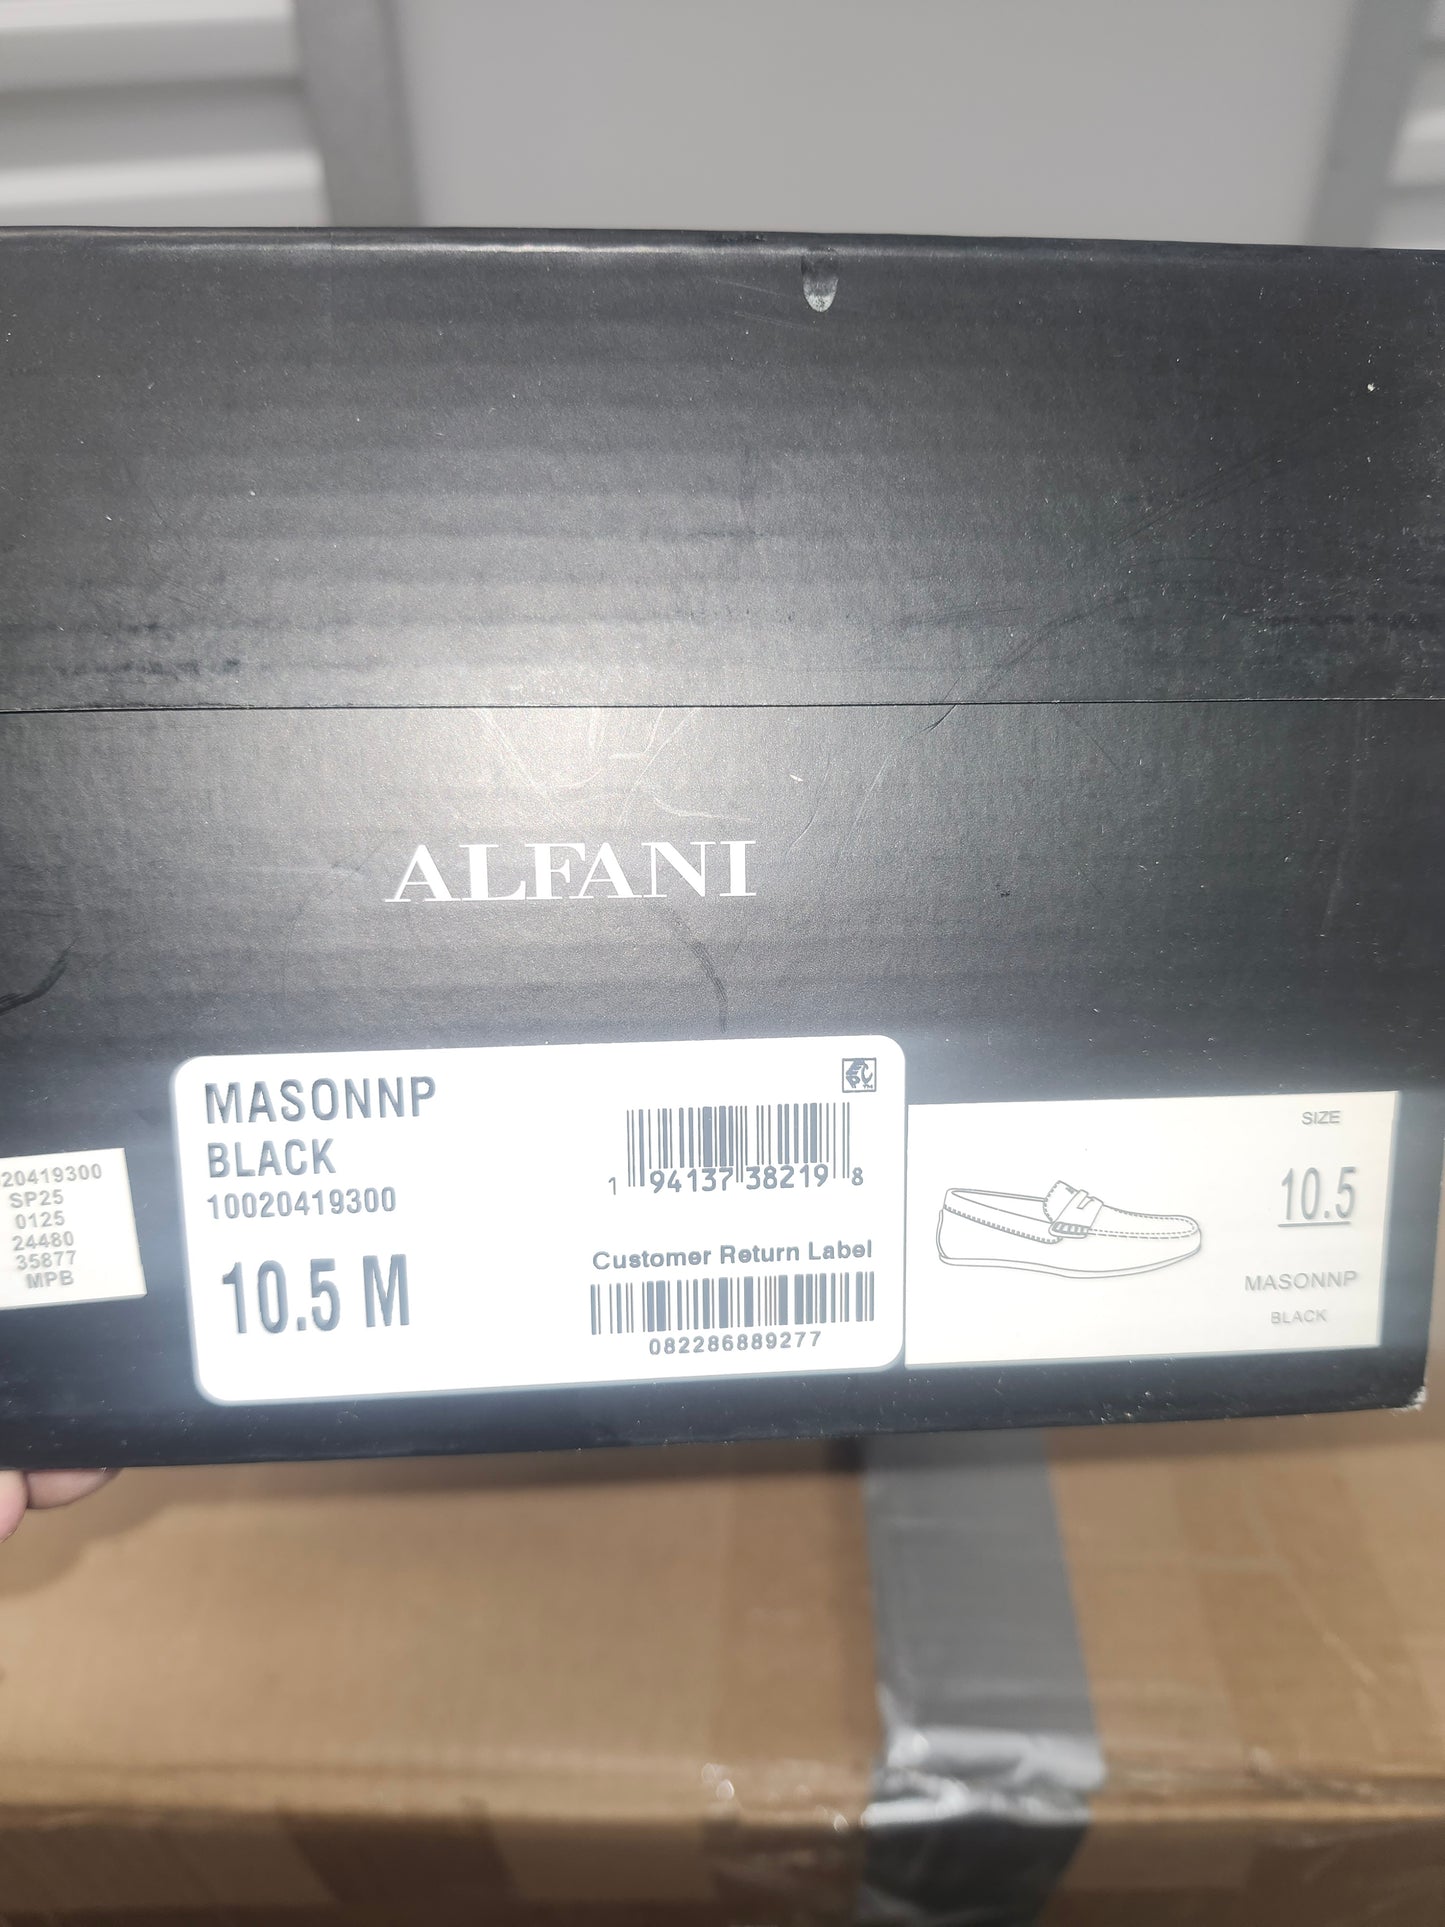 ALFANI
20419300
SP25
0125
24480
35877
MPB
MASONNP
BLACK
10020419300
10.5 M
1 94137 38219 8
Customer Return Label
082286889277
SIZE
10.5
MASONNP
BLACK